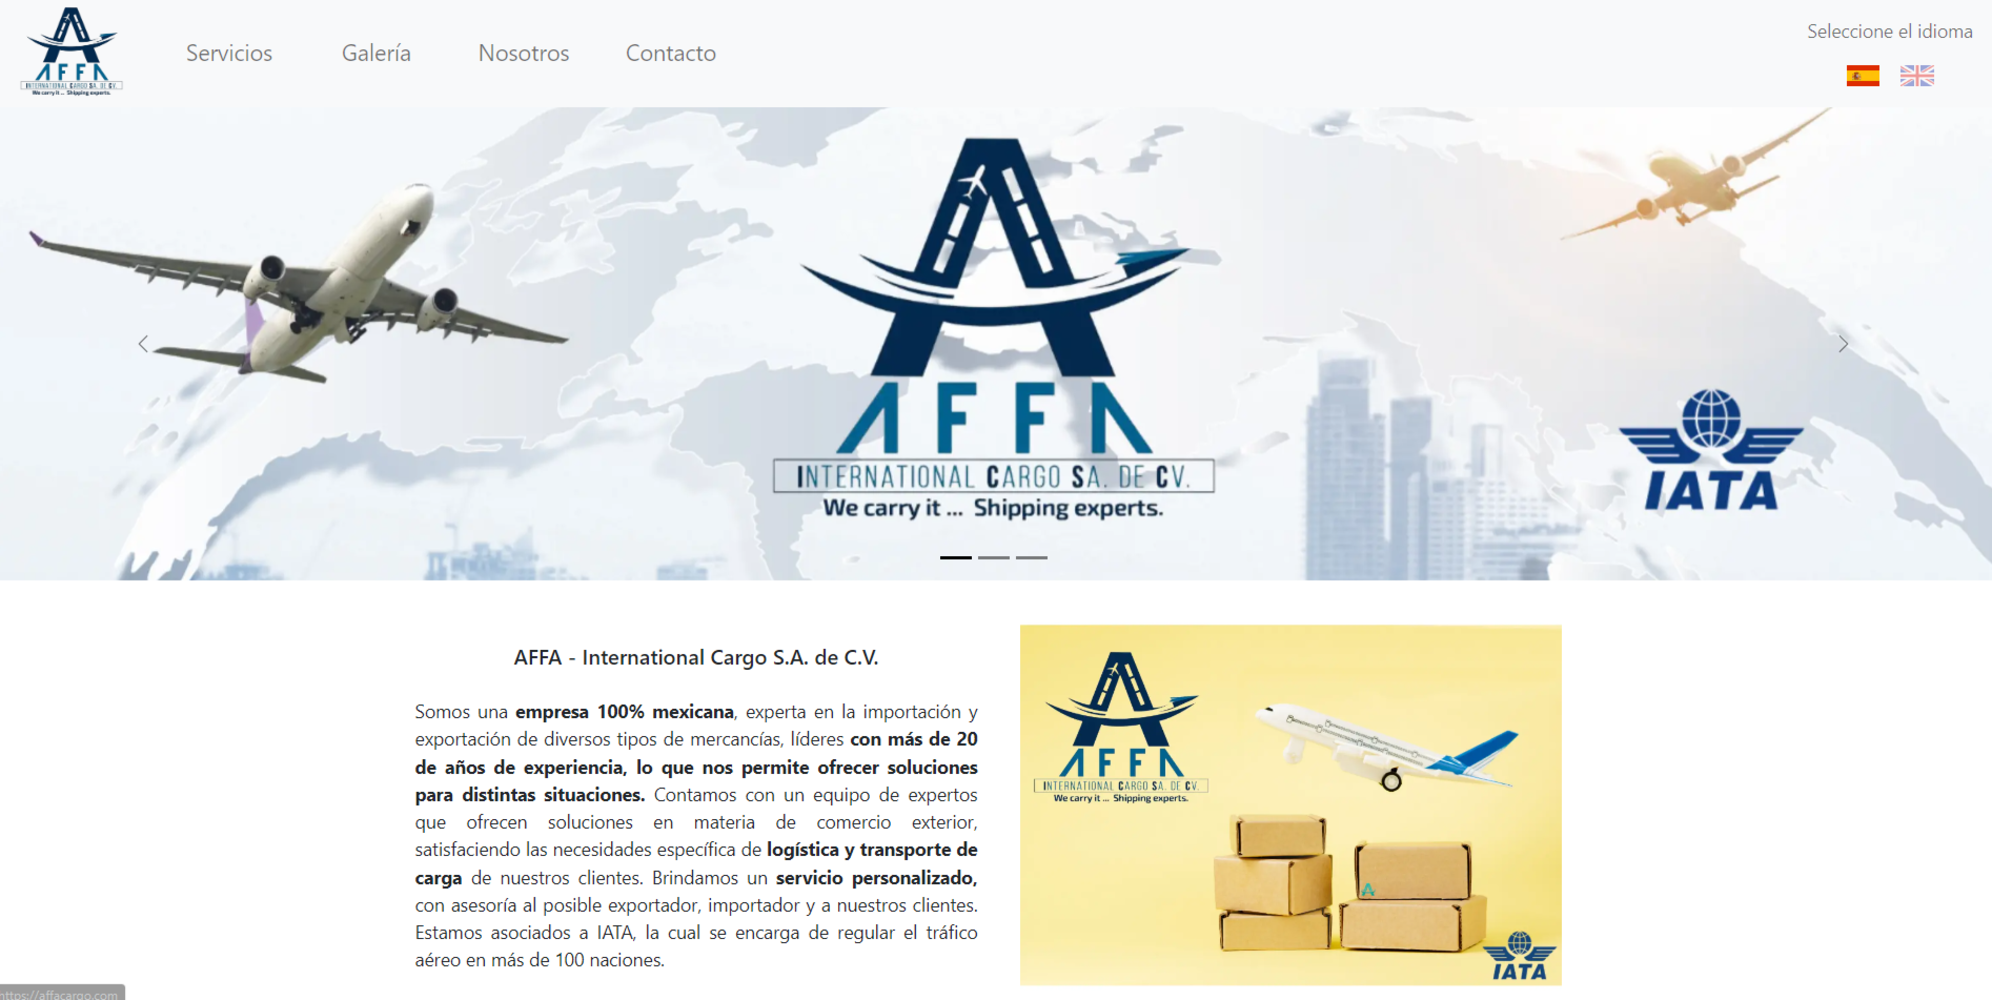 AFFA
INTERNATIONAL CARGO SA. DE CV.
We carry it ... Shipping experts.
Servicios
Galería
Nosotros
Contacto
Seleccione el idioma
AFFA
INTERNATIONAL CARGO SA. DE CV.
We carry it ... Shipping experts.
IATA
AFFA - International Cargo S.A. de C.V.
Somos una empresa 100% mexicana, experta en la importación y
exportación de diversos tipos de mercancías, líderes con más de 20
de años de experiencia, lo que nos permite ofrecer soluciones
para distintas situaciones. Contamos con un equipo de expertos
que ofrecen soluciones en materia de comercio exterior,
satisfaciendo las necesidades específica de logística y transporte de
carga de nuestros clientes. Brindamos un servicio personalizado,
con asesoría al posible exportador, importador y a nuestros clientes.
Estamos asociados a IATA, la cual se encarga de regular el tráfico
aéreo en más de 100 naciones.
AFFA
INTERNATIONAL CARGO SA. DE CV.
We carry it ... Shipping experts.
IATA
https://affacargo.com